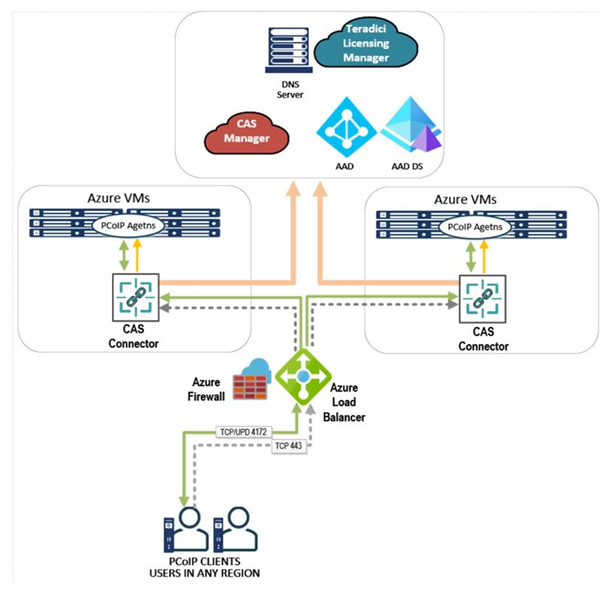 Teradici
Licensing
Manager
DNS
Server
CAS
Manager
AAD
AAD DS
Azure VMs
PCoIP Agetns
CAS
Connector
Azure VMs
PCoIP Agetns
CAS
Connector
Azure
Firewall
Azure
Load
Balancer
TCP/UPD 4172
TCP 443
PCoIP CLIENTS
USERS IN ANY REGION